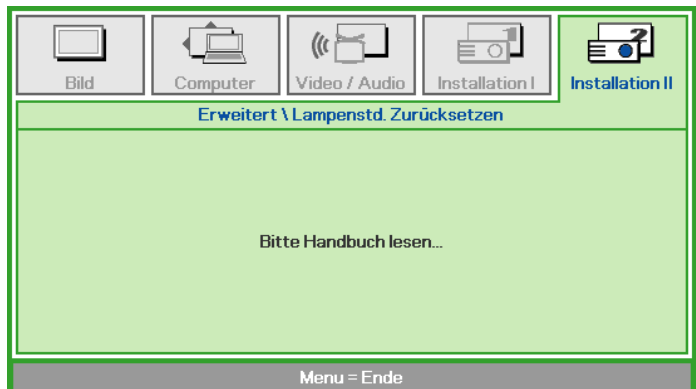 Bild
Computer
Video / Audio
Installation I
Installation II
Erweitert \ Lampenstd. Zurücksetzen
Bitte Handbuch lesen...
Menu = Ende